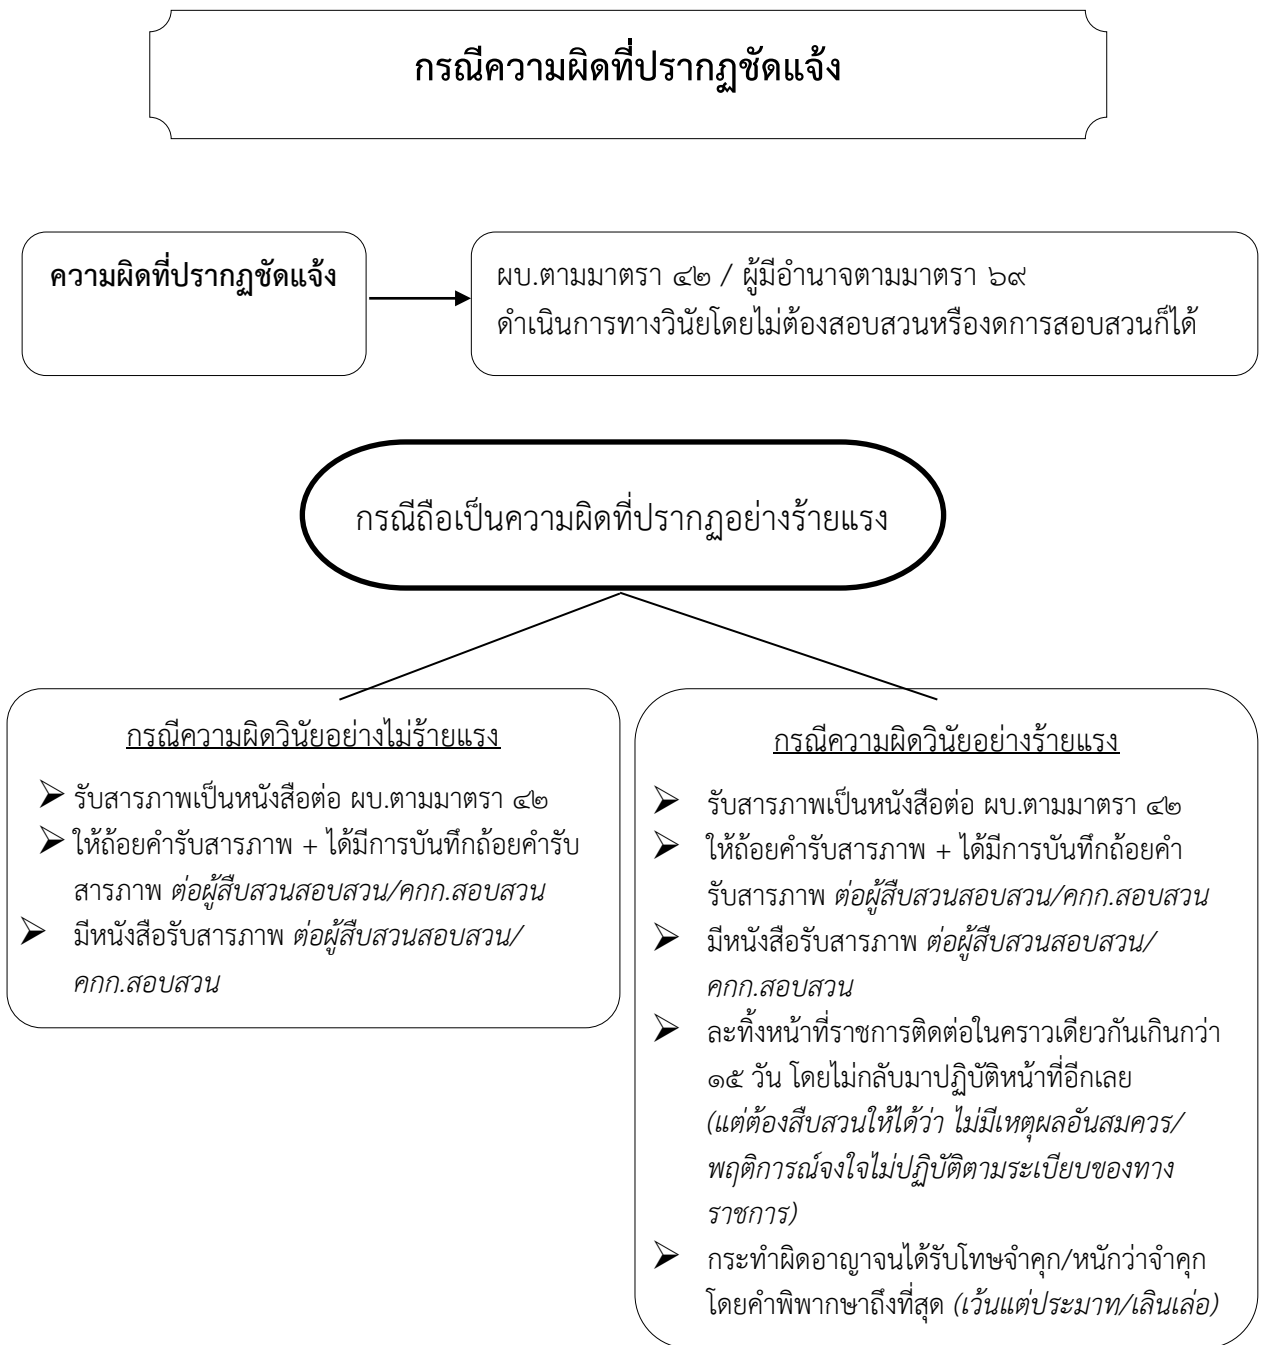 กรณีความผิดที่ปรากฏชัดแจ้ง
ความผิดที่ปรากฏชัดแจ้ง
ผบ.ตามมาตรา ๔๒ / ผู้มีอำนาจตามมาตรา ๖๙
ดำเนินการทางวินัยโดยไม่ต้องสอบสวนหรืองดการสอบสวนก็ได้
กรณีถือเป็นความผิดที่ปรากฏอย่างร้ายแรง
กรณีความผิดวินัยอย่างไม่ร้ายแรง
➢ รับสารภาพเป็นหนังสือต่อ ผบ.ตามมาตรา ๔๒
➢ ให้ถ้อยคำรับสารภาพ + ได้มีการบันทึกถ้อยคำรับ
สารภาพ ต่อผู้สืบสวนสอบสวน/คกก.สอบสวน
➢ มีหนังสือรับสารภาพ ต่อผู้สืบสวนสอบสวน/
คกก.สอบสวน
กรณีความผิดวินัยอย่างร้ายแรง
➢ รับสารภาพเป็นหนังสือต่อ ผบ.ตามมาตรา ๔๒
➢ ให้ถ้อยคำรับสารภาพ + ได้มีการบันทึกถ้อยคำ
รับสารภาพ ต่อผู้สืบสวนสอบสวน/คกก.สอบสวน
➢ มีหนังสือรับสารภาพ ต่อผู้สืบสวนสอบสวน/
คกก.สอบสวน
➢ ละทิ้งหน้าที่ราชการติดต่อในคราวเดียวกันเกินกว่า
๑๕ วัน โดยไม่กลับมาปฏิบัติหน้าที่อีกเลย
(แต่ต้องสืบสวนให้ได้ว่า ไม่มีเหตุผลอันสมควร/
พฤติการณ์จงใจไม่ปฏิบัติตามระเบียบของทาง
ราชการ)
➢ กระทำผิดอาญาจนได้รับโทษจำคุก/หนักว่าจำคุก
โดยคำพิพากษาถึงที่สุด (เว้นแต่ประมาท/เลินเล่อ)